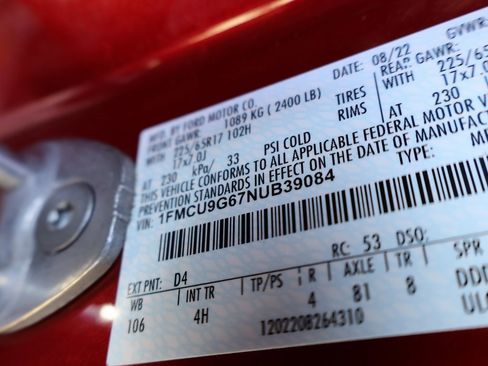 MFD. BY FORD MOTOR CO.
DATE: 08/22
GVWR:
FRONT GAWR: 1089 KG ( 2400 LB)
REAR GAWR:
WITH 225/65R17 102H
TIRES WITH 225/65
17x7.0J
RIMS 17x7.
AT 230 kPa/ 33 PSI COLD
AT 230
THIS VEHICLE CONFORMS TO ALL APPLICABLE FEDERAL MOTOR V
PREVENTION STANDARDS IN EFFECT ON THE DATE OF MANUFA
VIN: 1FMCU9G67NUB39084
TYPE:
EXT PNT: D4
RC: 53 DSO:
WB INT TR TP/PS R AXLE TR SPR
106 4H 4 81 8 DDD
1202208264310